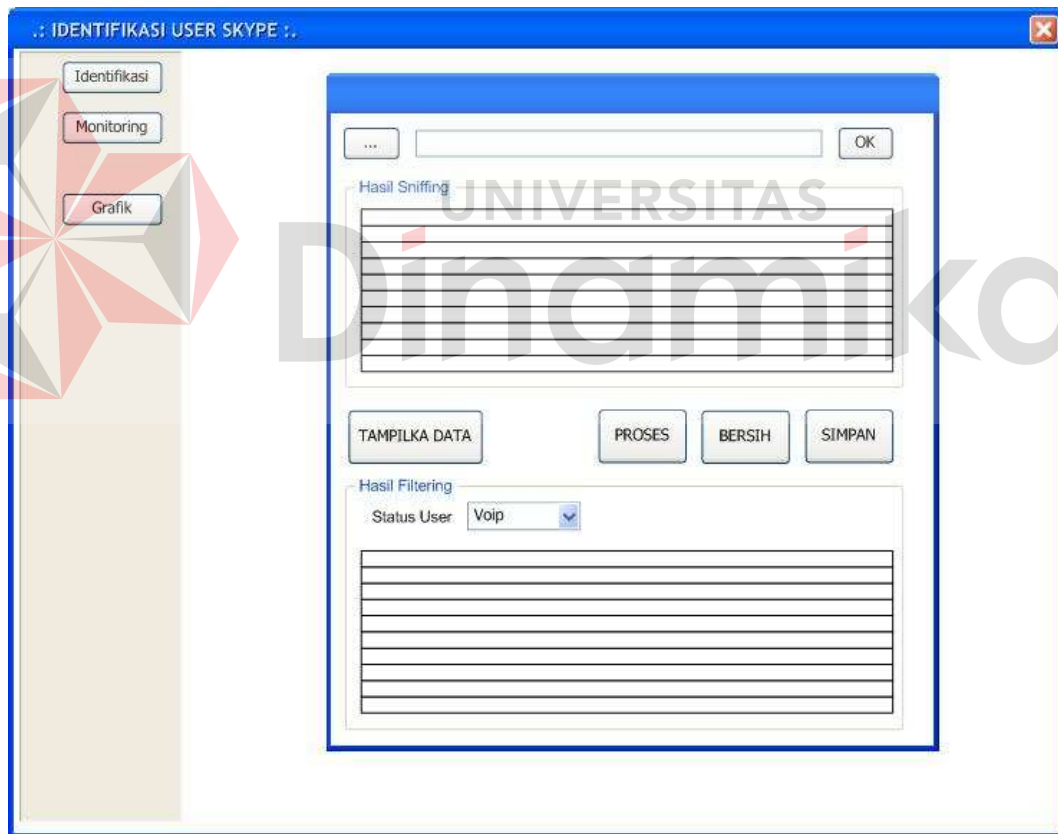 .: IDENTIFIKASI USER SKYPE :.
Identifikasi
Monitoring
Grafik
... OK
Hasil Sniffing
UNIVERSITAS
Dinamika
TAMPILKA DATA PROSES BERSIH SIMPAN
Hasil Filtering
Status User Voip